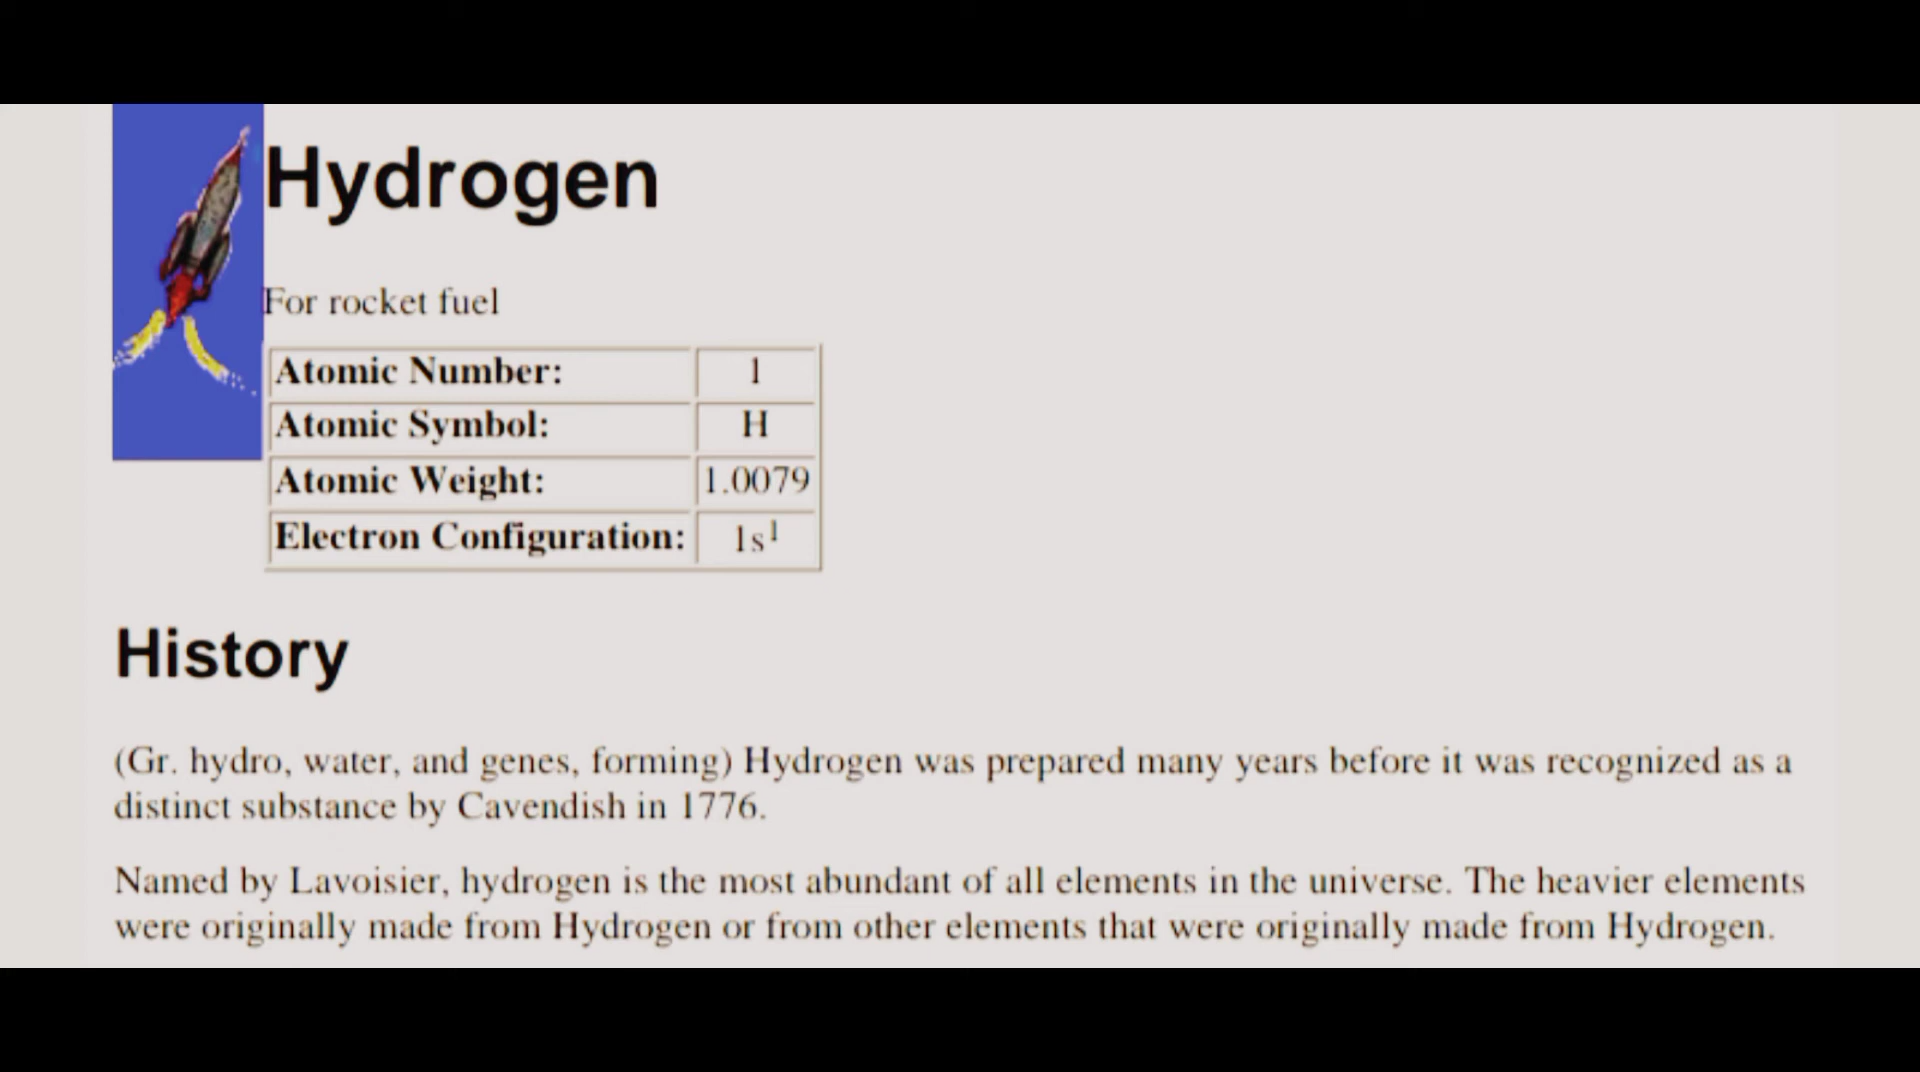 Hydrogen
For rocket fuel
Atomic Number: 1
Atomic Symbol: H
Atomic Weight: 1.0079
Electron Configuration: 1s¹
History
(Gr. hydro, water, and genes, forming) Hydrogen was prepared many years before it was recognized as a
distinct substance by Cavendish in 1776.
Named by Lavoisier, hydrogen is the most abundant of all elements in the universe. The heavier elements
were originally made from Hydrogen or from other elements that were originally made from Hydrogen.